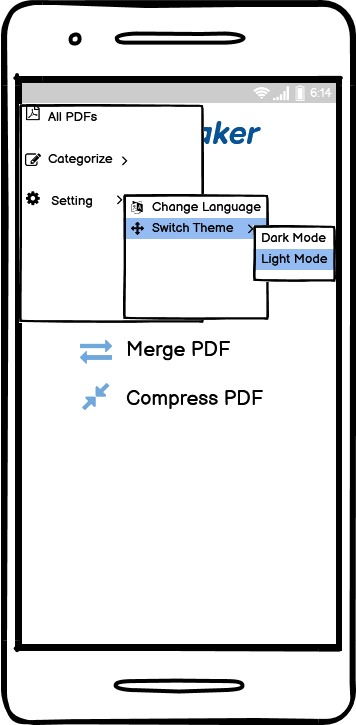 6:14
aker
All PDFs
Categorize
Setting
Change Language
Switch Theme
Dark Mode
Light Mode
Merge PDF
Compress PDF